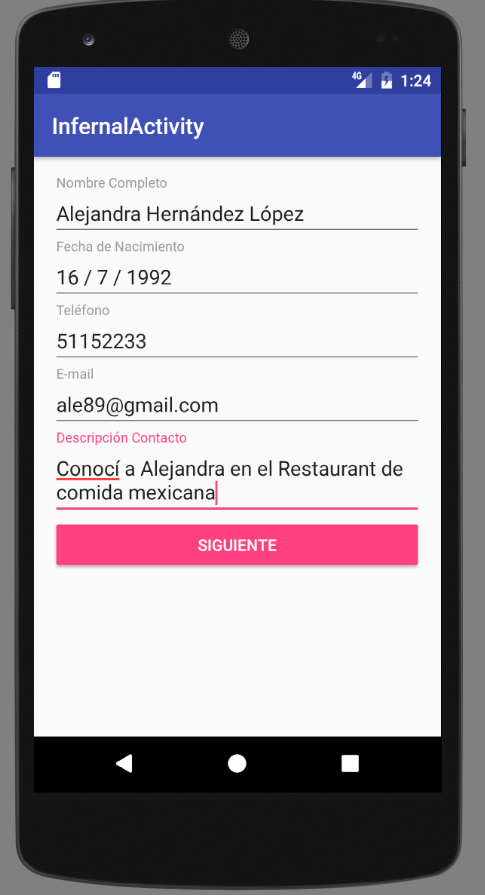 4G 1:24
InfernalActivity
Nombre Completo
Alejandra Hernández López
Fecha de Nacimiento
16 / 7 / 1992
Teléfono
51152233
E-mail
ale89@gmail.com
Descripción Contacto
Conocí a Alejandra en el Restaurant de
comida mexicana
SIGUIENTE